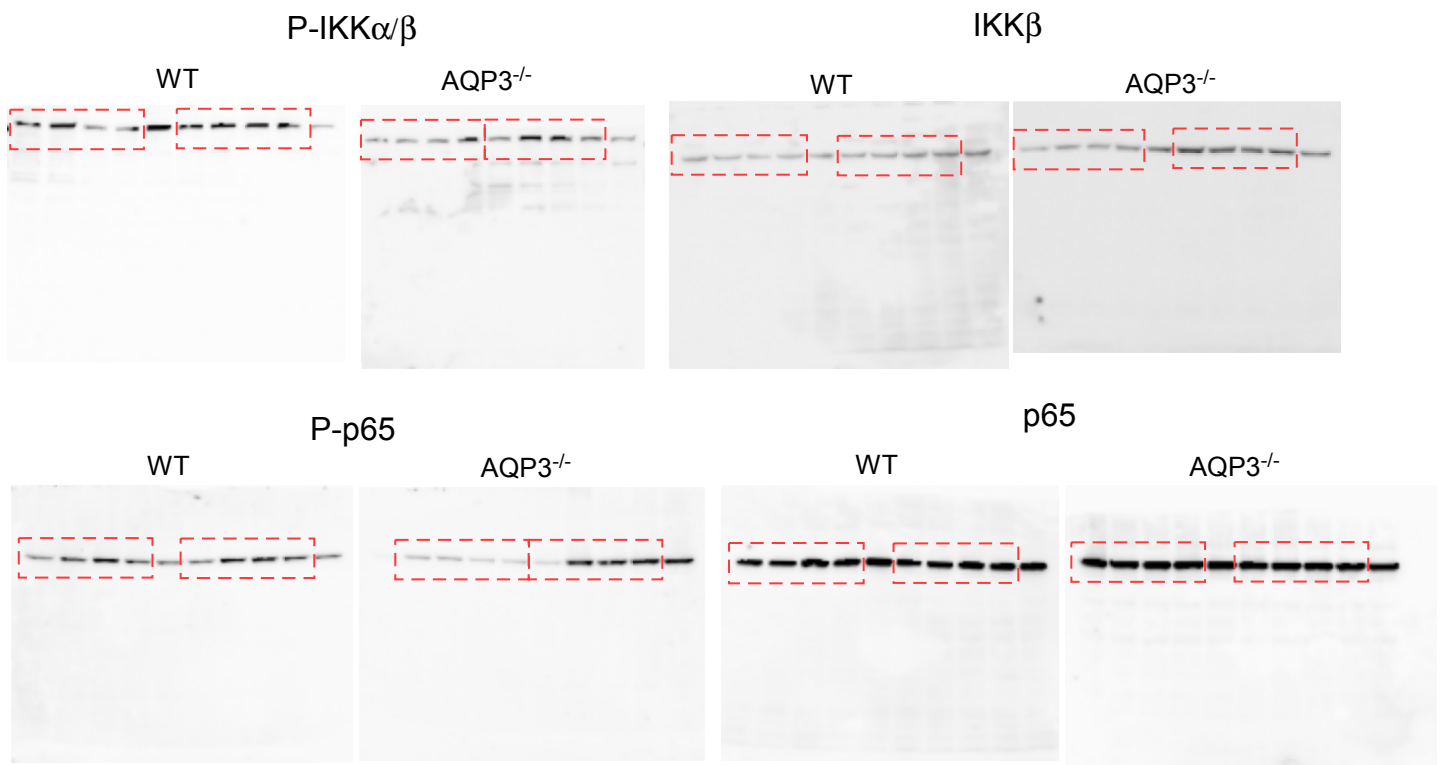 P-IKKα/β
IKKβ
WT
AQP3-/-
WT
AQP3-/-
P-p65
p65
WT
AQP3-/-
WT
AQP3-/-